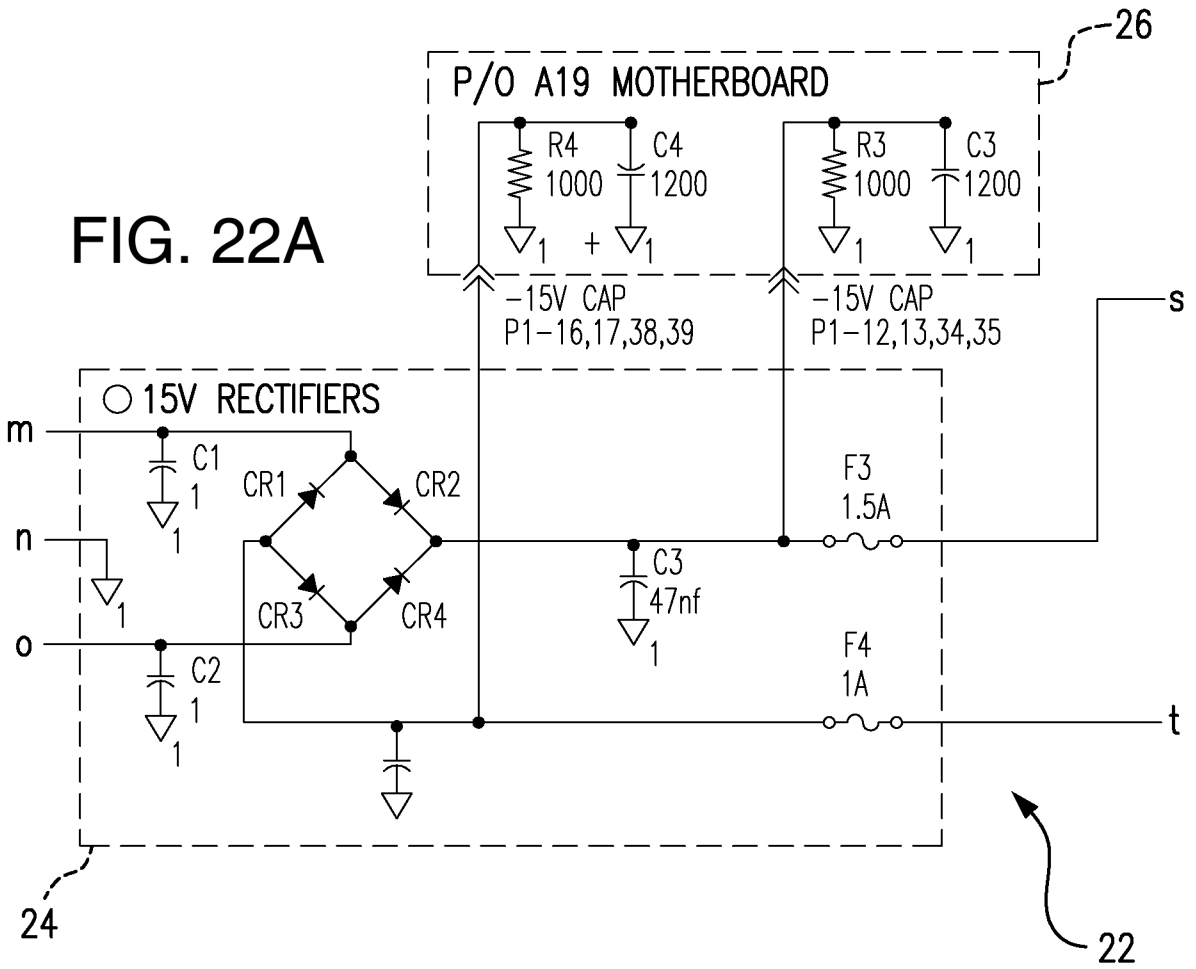 26
P/O A19 MOTHERBOARD
R4
1000
C4
1200
R3
1000
C3
1200
1
+
1
1
1
FIG. 22A
-15V CAP
P1-16,17,38,39
-15V CAP
P1-12,13,34,35
s
15V RECTIFIERS
m
C1
1
1
CR1
CR2
F3
1.5A
n
1
C3
47nf
1
CR3
CR4
o
C2
1
1
F4
1A
t
24
22